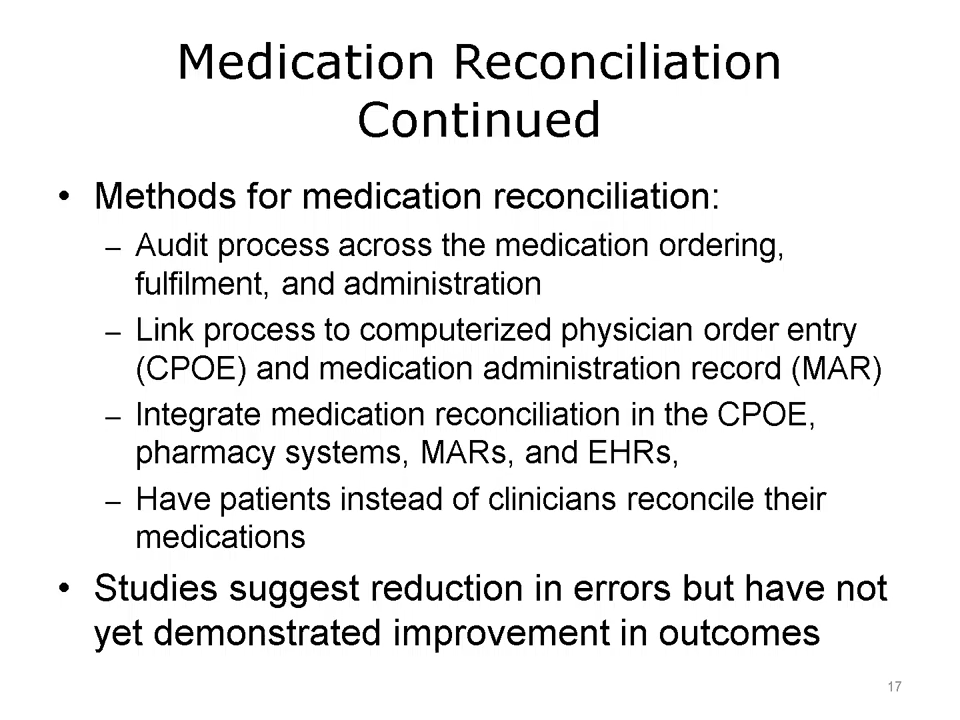 Medication Reconciliation
Continued
• Methods for medication reconciliation:
– Audit process across the medication ordering,
fulfilment, and administration
– Link process to computerized physician order entry
(CPOE) and medication administration record (MAR)
– Integrate medication reconciliation in the CPOE,
pharmacy systems, MARs, and EHRs,
– Have patients instead of clinicians reconcile their
medications
• Studies suggest reduction in errors but have not
yet demonstrated improvement in outcomes
17